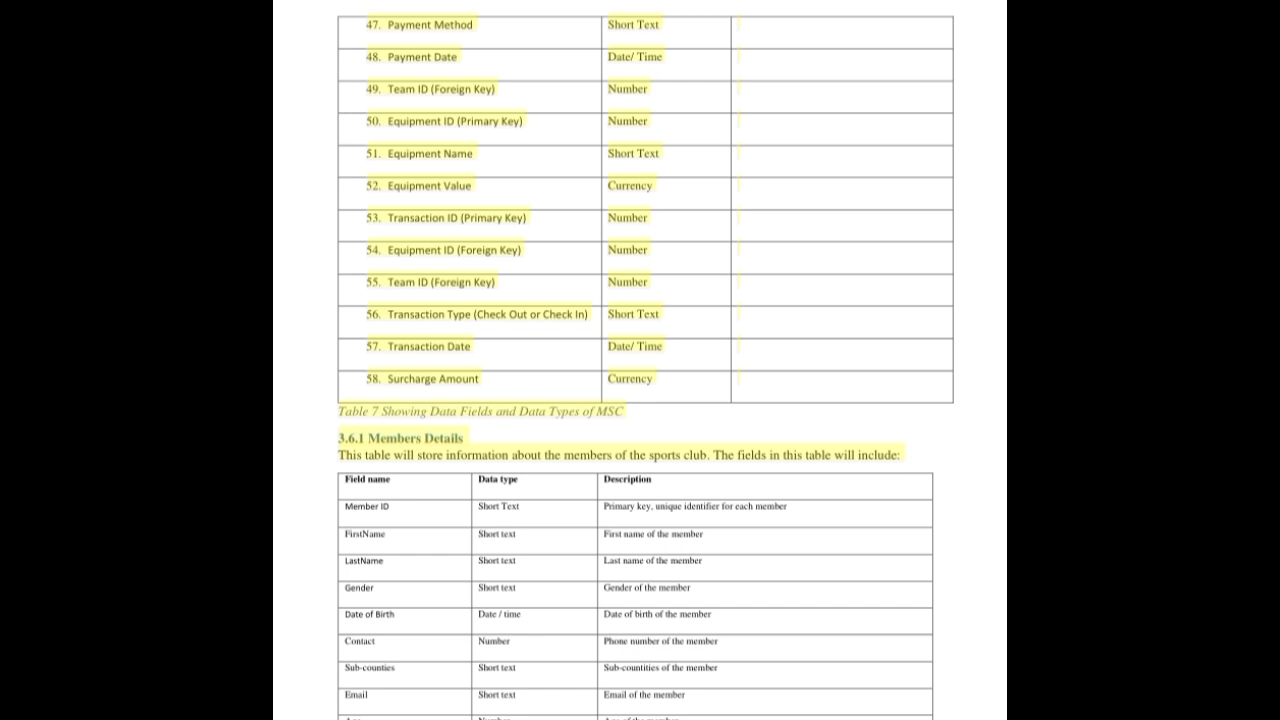 47. Payment Method Short Text
48. Payment Date Date/ Time
49. Team ID (Foreign Key) Number
50. Equipment ID (Primary Key) Number
51. Equipment Name Short Text
52. Equipment Value Currency
53. Transaction ID (Primary Key) Number
54. Equipment ID (Foreign Key) Number
55. Team ID (Foreign Key) Number
56. Transaction Type (Check Out or Check In) Short Text
57. Transaction Date Date/ Time
58. Surcharge Amount Currency
Table 7 Showing Data Fields and Data Types of MSC
3.6.1 Members Details
This table will store information about the members of the sports club. The fields in this table will include:
Field name Data type Description
Member ID Short Text Primary key, unique identifier for each member
FirstName Short text First name of the member
LastName Short text Last name of the member
Gender Short text Gender of the member
Date of Birth Date / time Date of birth of the member
Contact Number Phone number of the member
Sub-counties Short text Sub-countities of the member
Email Short text Email of the member